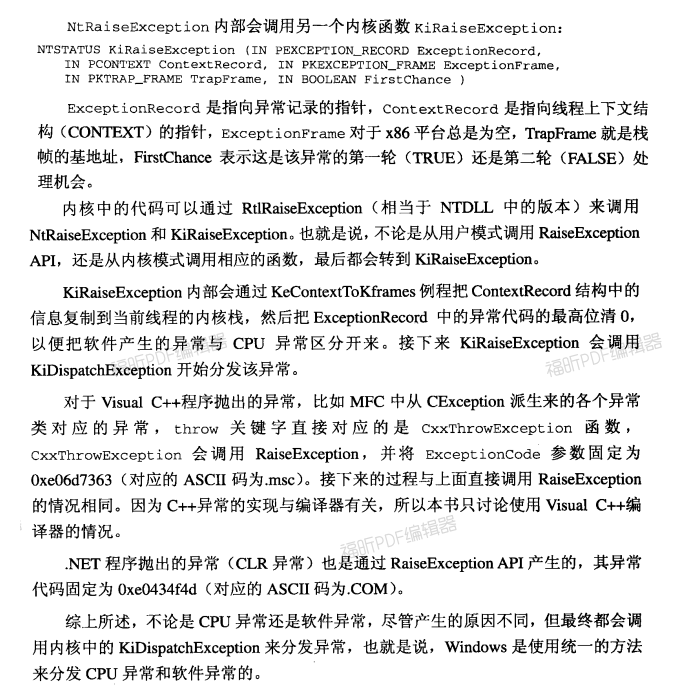 NtRaiseException 内部会调用另一个内核函数 KiRaiseException：
NTSTATUS KiRaiseException (IN PEXCEPTION_RECORD ExceptionRecord,
IN PCONTEXT ContextRecord, IN PKEXCEPTION_FRAME ExceptionFrame,
IN PKTRAP_FRAME TrapFrame, IN BOOLEAN FirstChance )
ExceptionRecord 是指向异常记录的指针，ContextRecord 是指向线程上下文结
构（CONTEXT）的指针，ExceptionFrame 对于 x86 平台总是为空，TrapFrame 就是栈
帧的基地址，FirstChance 表示这是该异常的第一轮（TRUE）还是第二轮（FALSE）处
理机会。
内核中的代码可以通过 RtlRaiseException（相当于 NTDLL 中的版本）来调用
NtRaiseException 和 KiRaiseException。也就是说，不论是从用户模式调用 RaiseException
API，还是从内核模式调用相应的函数，最后都会转到 KiRaiseException。
KiRaiseException 内部会通过 KeContextToKframes 例程把 ContextRecord 结构中的
信息复制到当前线程的内核栈，然后把 ExceptionRecord 中的异常代码的最高位清 0，
以便把软件产生的异常与 CPU 异常区分开来。接下来 KiRaiseException 会调用
KiDispatchException 开始分发该异常。
福昕PDF编辑器
福昕PDF编辑器
对于 Visual C++程序抛出的异常，比如 MFC 中从 CException 派生来的各个异常
类对应的异常，throw 关键字直接对应的是 CxxThrowException 函数，
CxxThrowException 会调用 RaiseException，并将 ExceptionCode 参数固定为
0xe06d7363（对应的 ASCII 码为.msc）。接下来的过程与上面直接调用 RaiseException
的情况相同。因为 C++异常的实现与编译器有关，所以本书只讨论使用 Visual C++编
译器的情况。
福昕PDF编辑器
.NET 程序抛出的异常（CLR 异常）也是通过 RaiseException API 产生的，其异常
代码固定为 0xe0434f4d（对应的 ASCII 码为.COM）。
综上所述，不论是 CPU 异常还是软件异常，尽管产生的原因不同，但最终都会调
用内核中的 KiDispatchException 来分发异常，也就是说，Windows 是使用统一的方法
来分发 CPU 异常和软件异常的。